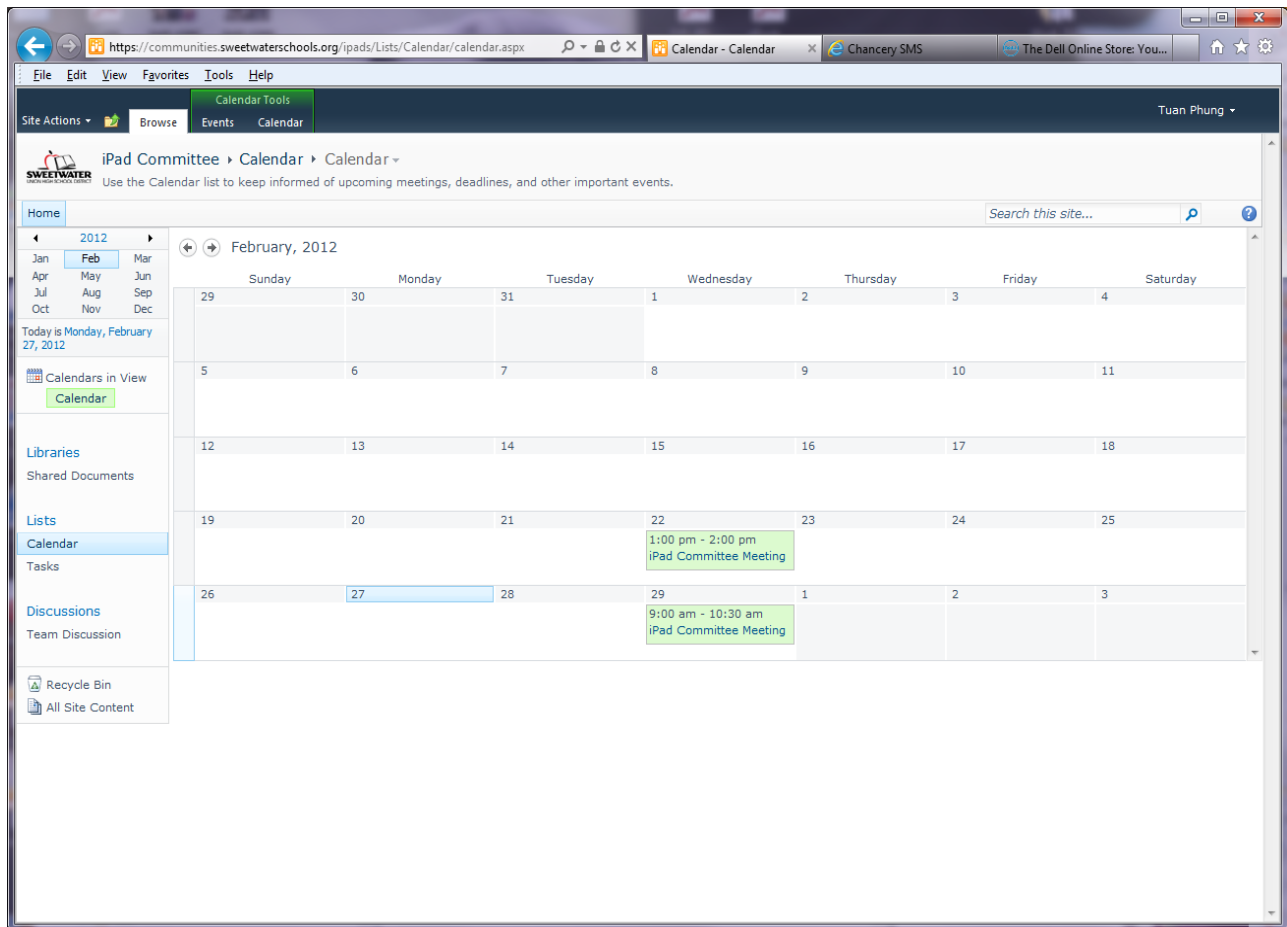 https://communities.sweetwaterschools.org/ipads/Lists/Calendar/calendar.aspx
Calendar - Calendar
Chancery SMS
The Dell Online Store: You...
File Edit View Favorites Tools Help
Calendar Tools
Site Actions
Browse
Events
Calendar
Tuan Phung
SWEETWATER
UNION HIGH SCHOOL DISTRICT
iPad Committee Calendar Calendar
Use the Calendar list to keep informed of upcoming meetings, deadlines, and other important events.
Home
Search this site...
2012
Jan Feb Mar
Apr May Jun
Jul Aug Sep
Oct Nov Dec
Today is Monday, February
27, 2012
Calendars in View
Calendar
Libraries
Shared Documents
Lists
Calendar
Tasks
Discussions
Team Discussion
Recycle Bin
All Site Content
February, 2012
Sunday Monday Tuesday Wednesday Thursday Friday Saturday
29 30 31 1 2 3 4
5 6 7 8 9 10 11
12 13 14 15 16 17 18
19 20 21 22 23 24 25
1:00 pm - 2:00 pm
iPad Committee Meeting
26 27 28 29 1 2 3
9:00 am - 10:30 am
iPad Committee Meeting